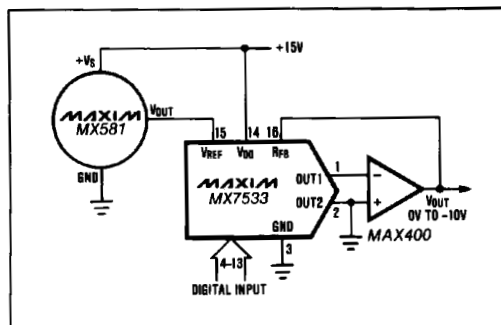 +VS
+15V
MAXIM
MX581
VOUT
GND
15
14
16
VREF
VDD
RFB
MAXIM
MX7533
OUT1
OUT2
GND
1
2
3
4–13
DIGITAL INPUT
−
+
MAX400
VOUT
0V TO -10V